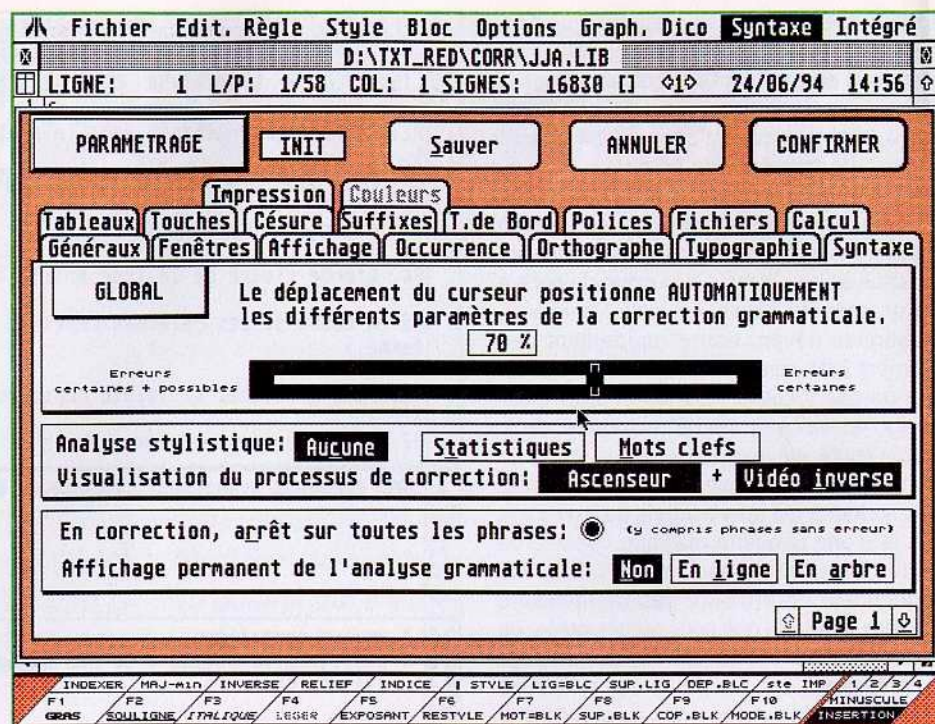 Fichier Edit. Règle Style Bloc Options Graph. Dico Syntaxe Intégré
D:\TXT_RED\CORR\JJA.LIB
LIGNE: 1 L/P: 1/58 COL: 1 SIGNES: 16830 [] ◇1◇ 24/06/94 14:56
PARAMETRAGE INIT Sauver ANNULER CONFIRMER
Impression Couleurs
Tableaux Touches Césure Suffixes T.de Bord Polices Fichiers Calcul
Généraux Fenêtres Affichage Occurrence Orthographe Typographie Syntaxe
GLOBAL
Le déplacement du curseur positionne AUTOMATIQUEMENT
les différents paramètres de la correction grammaticale.
70 %
Erreurs
certaines + possibles
Erreurs
certaines
Analyse stylistique: Aucune Statistiques Mots clefs
Visualisation du processus de correction: Ascenseur + Vidéo inverse
En correction, arrêt sur toutes les phrases: (y compris phrases sans erreur)
Affichage permanent de l'analyse grammaticale: Non En ligne En arbre
Page 1
INDEXER MAJ-min INVERSE RELIEF INDICE | STYLE LIG=BLC SUP.LIG DEP.BLC ste IMP 1/2/3/4
F1 F2 F3 F4 F5 F6 F7 F8 F9 F10 MINUSCULE
GRAS SOULIGNE ITALIQUE LEGER EXPOSANT RESTYLE MOT=BLK SUP.BLK COP.BLK MODE.BLK INSERTION